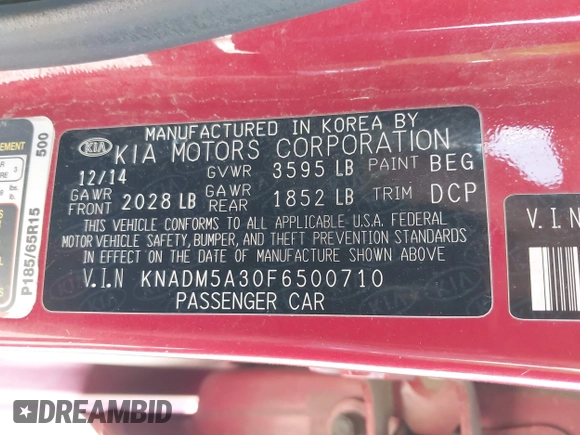 MANUFACTURED IN KOREA BY
KIA KIA MOTORS CORPORATION
12/14 GVWR 3595 LB PAINT BEG
GAWR FRONT 2028 LB GAWR REAR 1852 LB TRIM DCP
THIS VEHICLE CONFORMS TO ALL APPLICABLE U.S.A. FEDERAL
MOTOR VEHICLE SAFETY, BUMPER, AND THEFT PREVENTION STANDARDS
IN EFFECT ON THE DATE OF MANUFACTURE SHOWN ABOVE
V.I.N KNADM5A30F6500710
PASSENGER CAR
500
P185/65R15
V.I.N
DREAMBID